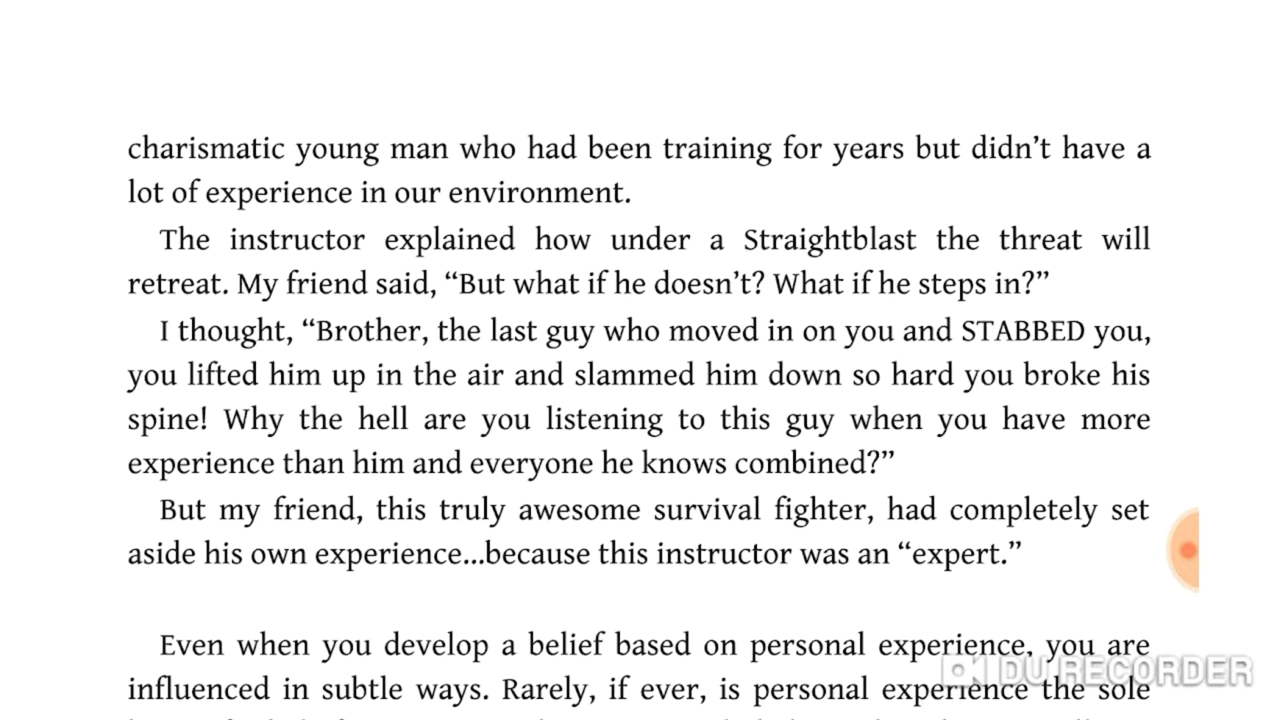 charismatic young man who had been training for years but didn’t have a
lot of experience in our environment.
The instructor explained how under a Straightblast the threat will
retreat. My friend said, “But what if he doesn’t? What if he steps in?”
I thought, “Brother, the last guy who moved in on you and STABBED you,
you lifted him up in the air and slammed him down so hard you broke his
spine! Why the hell are you listening to this guy when you have more
experience than him and everyone he knows combined?”
But my friend, this truly awesome survival fighter, had completely set
aside his own experience...because this instructor was an “expert.”
Even when you develop a belief based on personal experience, you are
influenced in subtle ways. Rarely, if ever, is personal experience the sole
DU RECORDER